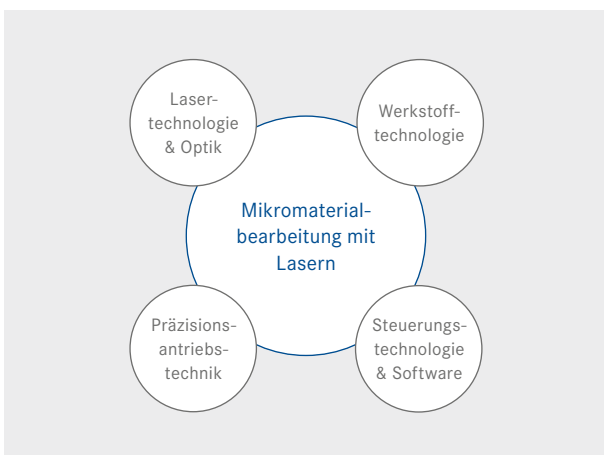 Laser-
technologie
& Optik
Werkstoff-
technologie
Mikromaterial-
bearbeitung mit
Lasern
Präzisions-
antriebs-
technik
Steuerungs-
technologie
& Software